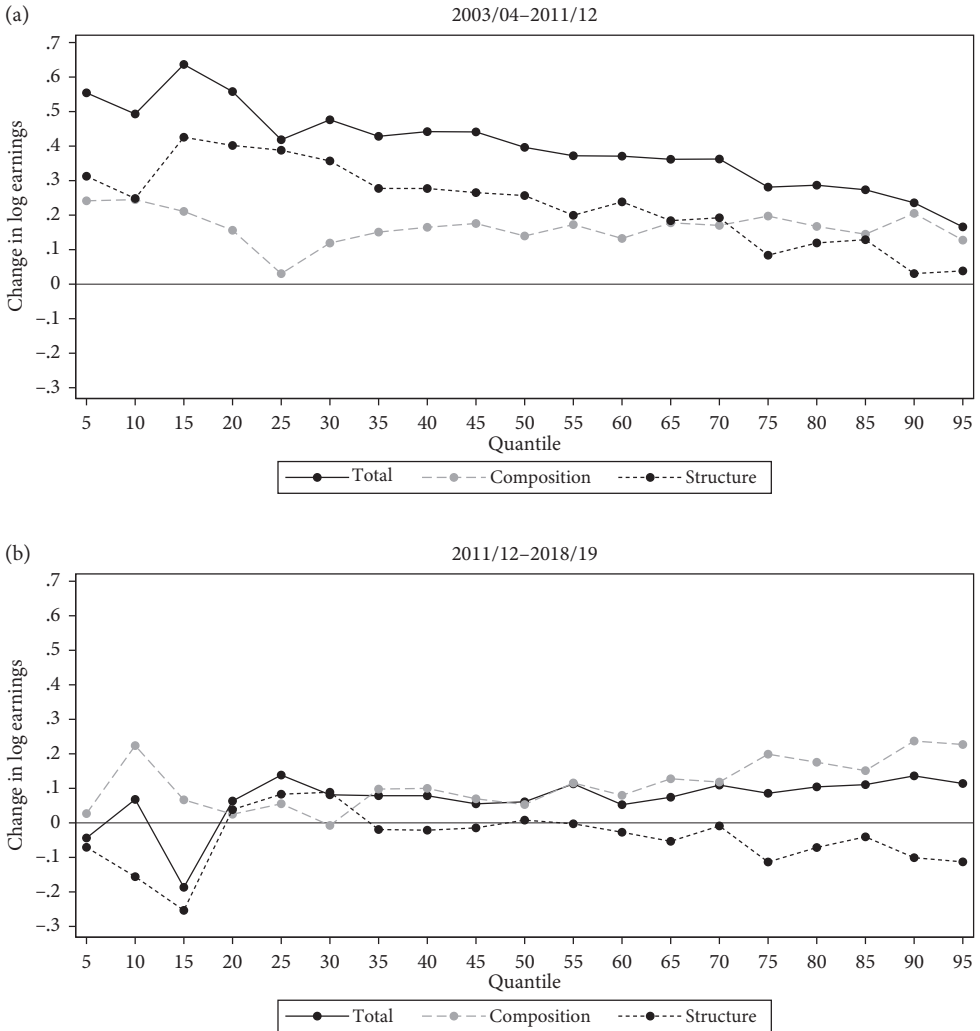 (a)
2003/04–2011/12
Change in log earnings
.7
.6
.5
.4
.3
.2
.1
0
–.1
–.2
–.3
5 10 15 20 25 30 35 40 45 50 55 60 65 70 75 80 85 90 95
Quantile
Total Composition Structure
(b)
2011/12–2018/19
Change in log earnings
.7
.6
.5
.4
.3
.2
.1
0
–.1
–.2
–.3
5 10 15 20 25 30 35 40 45 50 55 60 65 70 75 80 85 90 95
Quantile
Total Composition Structure